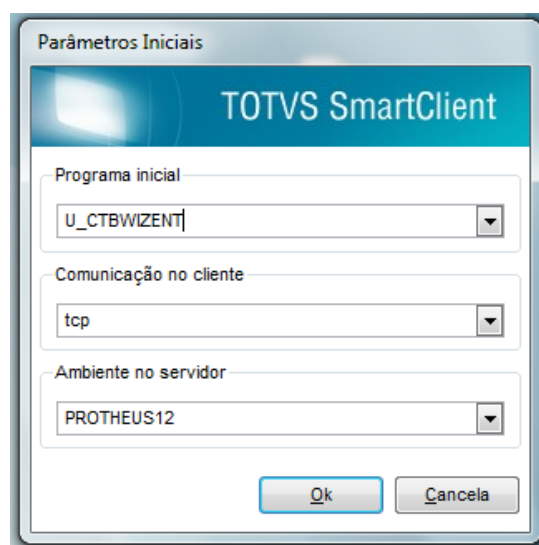 Parâmetros Iniciais
TOTVS SmartClient
Programa inicial
U_CTBWIZENT
Comunicação no cliente
tcp
Ambiente no servidor
PROTHEUS12
Ok
Cancela